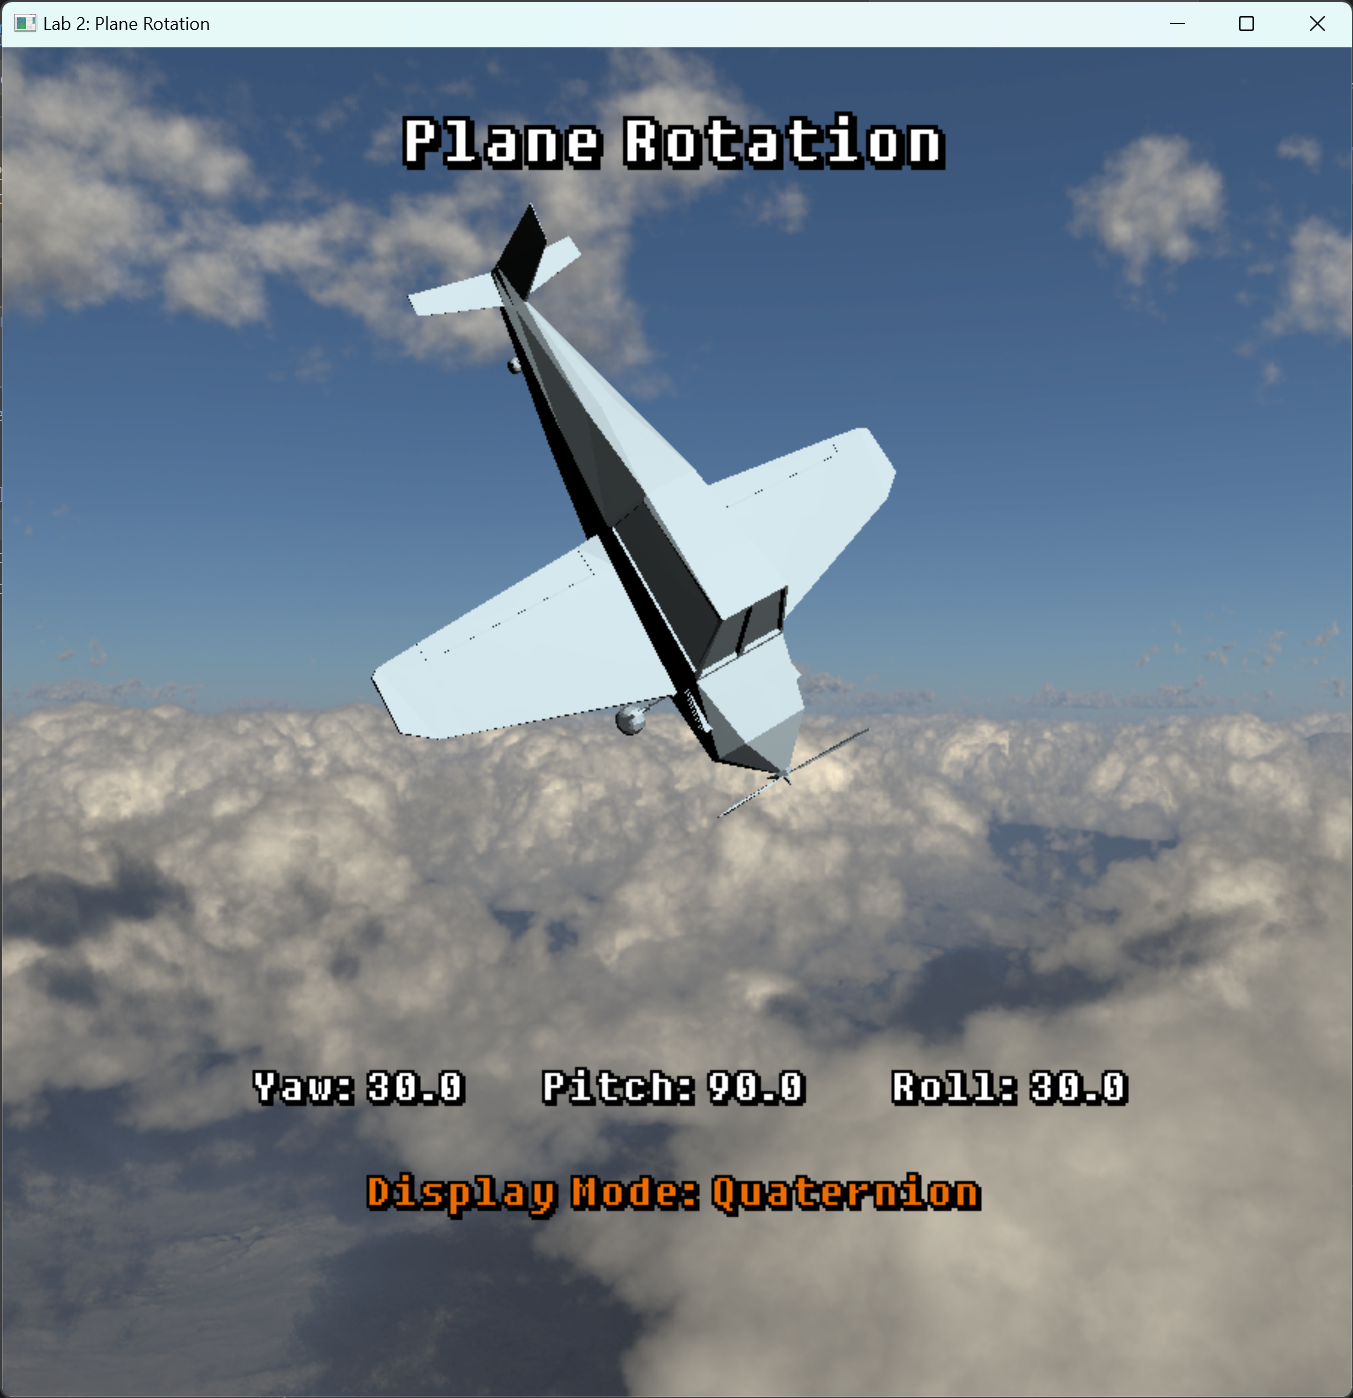 Lab 2: Plane Rotation
Plane Rotation
Yaw: 30.0 Pitch: 90.0 Roll: 30.0
Display Mode: Quaternion